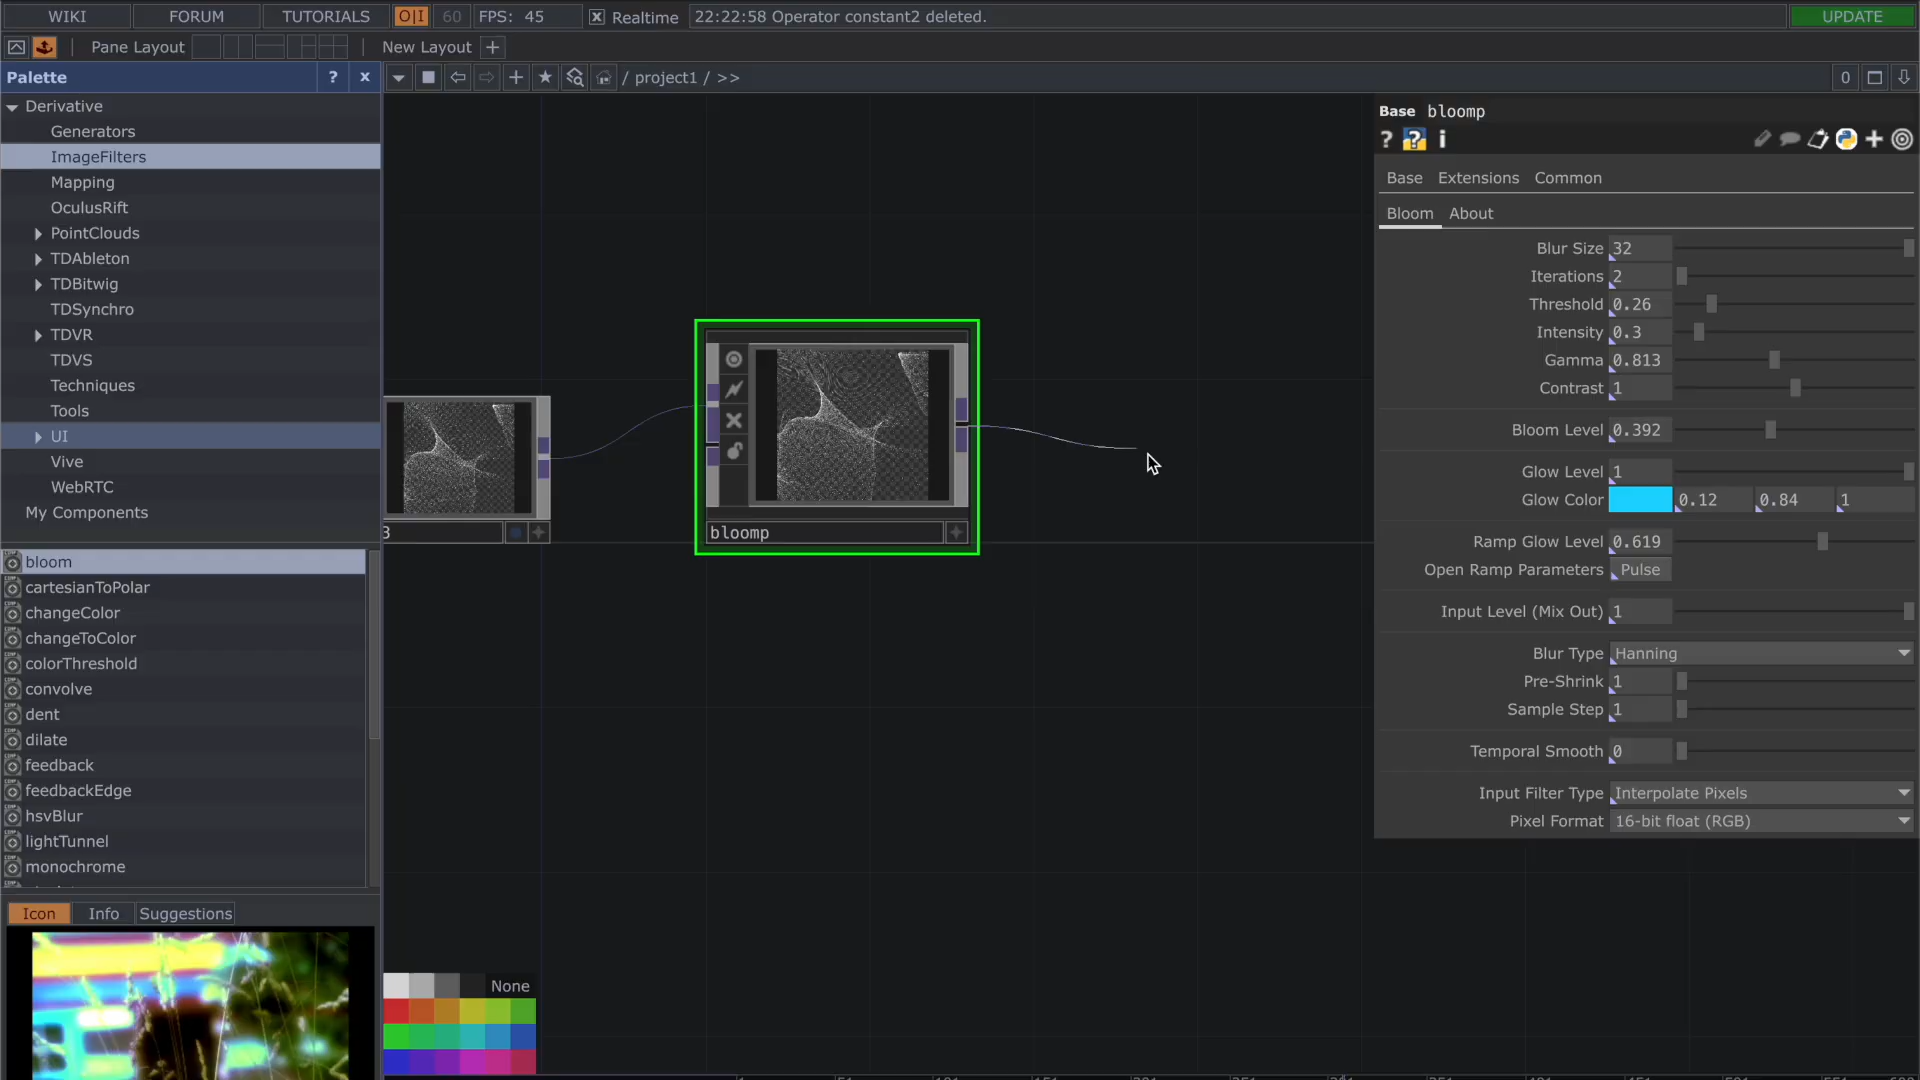 WIKI FORUM TUTORIALS O|I 60 FPS: 45 Realtime 22:22:58 Operator constant2 deleted. UPDATE
Pane Layout New Layout +
Palette ? x / project1 / >> 0
Derivative
Generators
ImageFilters
Mapping
OculusRift
PointClouds
TDAbleton
TDBitwig
TDSynchro
TDVR
TDVS
Techniques
Tools
UI
Vive
WebRTC
My Components
bloom
cartesianToPolar
changeColor
changeToColor
colorThreshold
convolve
dent
dilate
feedback
feedbackEdge
hsvBlur
lightTunnel
monochrome
Icon Info Suggestions
3
bloomp
None
Base bloomp
? ? i
Base Extensions Common
Bloom About
Blur Size 32
Iterations 2
Threshold 0.26
Intensity 0.3
Gamma 0.813
Contrast 1
Bloom Level 0.392
Glow Level 1
Glow Color 0.12 0.84 1
Ramp Glow Level 0.619
Open Ramp Parameters Pulse
Input Level (Mix Out) 1
Blur Type Hanning
Pre-Shrink 1
Sample Step 1
Temporal Smooth 0
Input Filter Type Interpolate Pixels
Pixel Format 16-bit float (RGB)